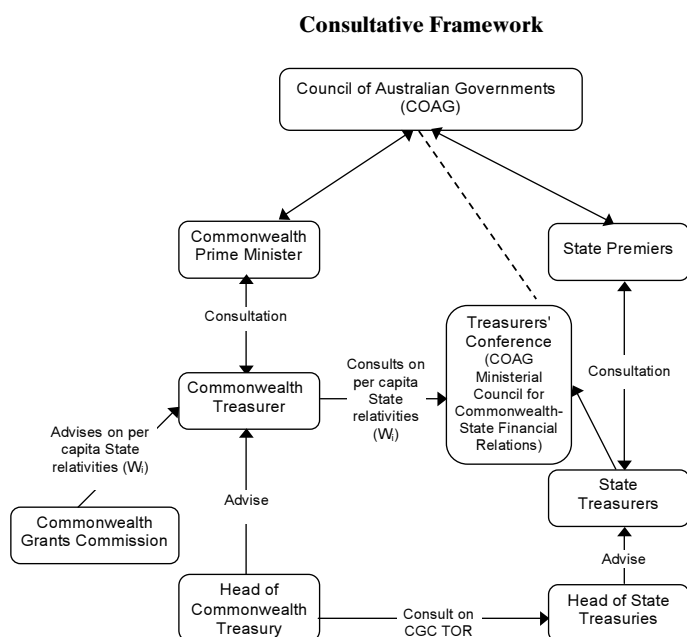 Consultative Framework
Council of Australian Governments
(COAG)
Commonwealth
Prime Minister
State Premiers
Consultation
Treasurers'
Conference
(COAG
Ministerial
Council for
Commonwealth-
State Financial
Relations)
Consultation
Commonwealth
Treasurer
Consults on
per capita
State
relativities
(Wi)
Advises on per
capita State
relativities (Wi)
State
Treasurers
Advise
Commonwealth
Grants Commission
Advise
Head of
Commonwealth
Treasury
Consult on
CGC TOR
Head of State
Treasuries